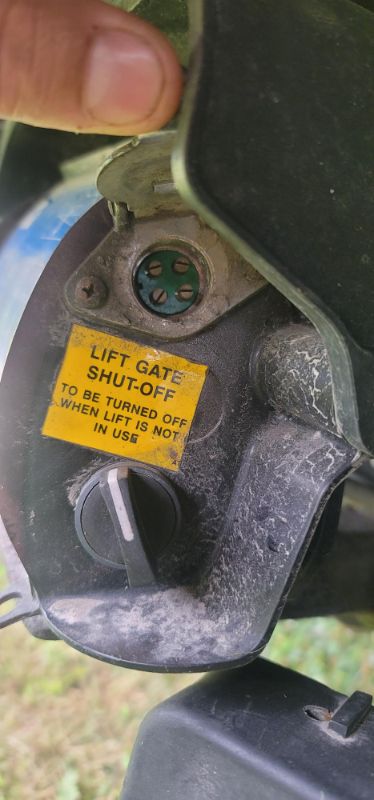 LIFT GATE
SHUT-OFF
TO BE TURNED OFF
WHEN LIFT IS NOT
IN USE